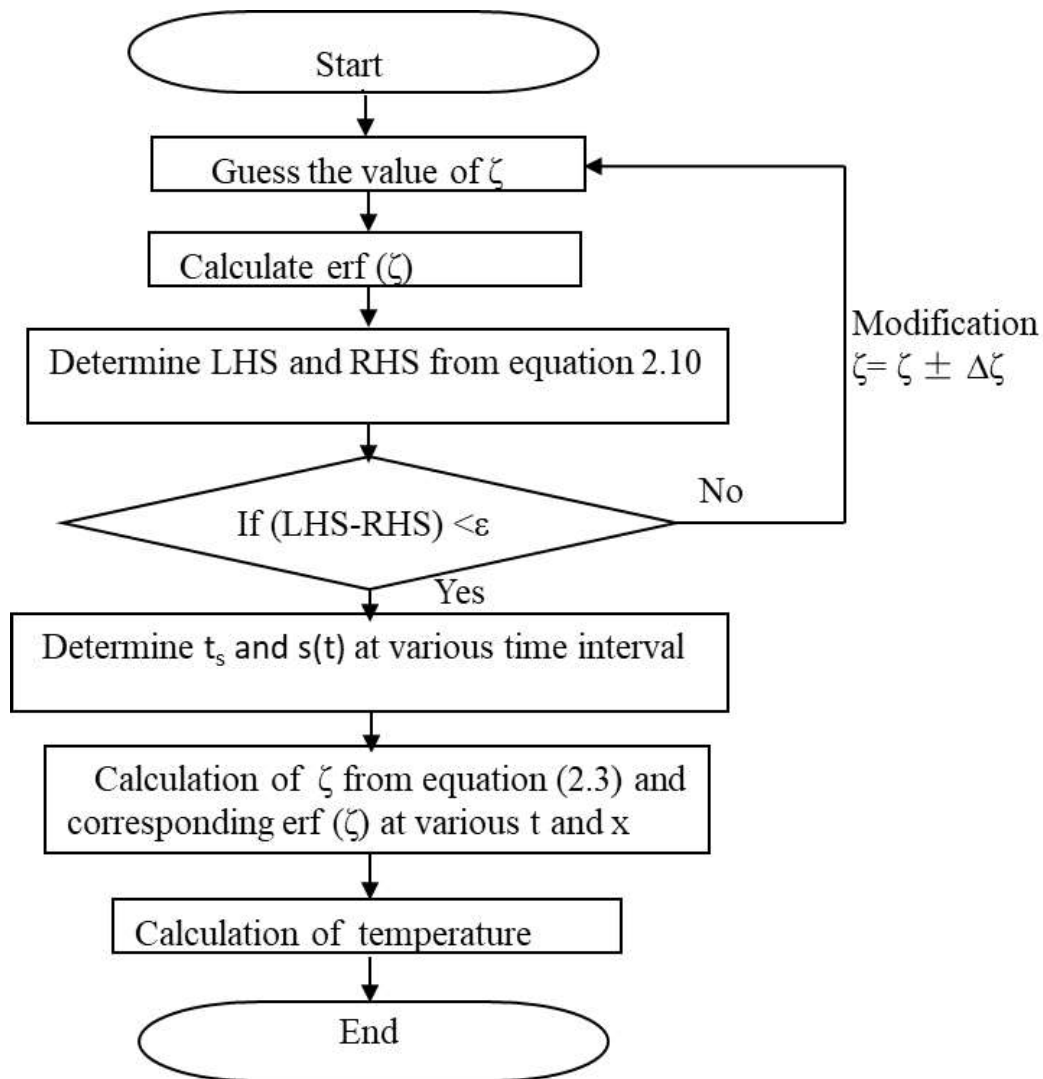 Start
Guess the value of ζ
Calculate erf (ζ)
Determine LHS and RHS from equation 2.10
Modification
ζ= ζ ± Δζ
If (LHS-RHS) <ε
No
Yes
Determine tₛ and s(t) at various time interval
Calculation of ζ from equation (2.3) and
corresponding erf (ζ) at various t and x
Calculation of temperature
End